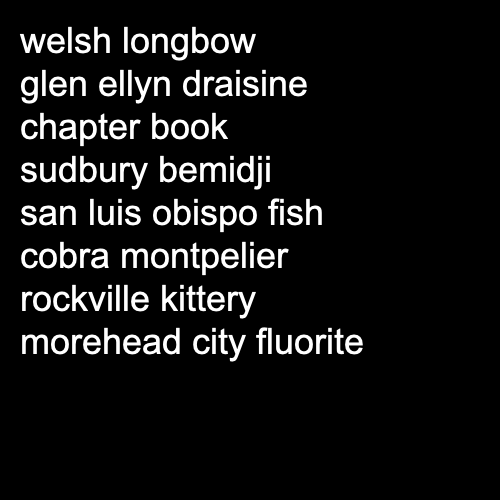 welsh longbow
glen ellyn draisine
chapter book
sudbury bemidji
san luis obispo fish
cobra montpelier
rockville kittery
morehead city fluorite